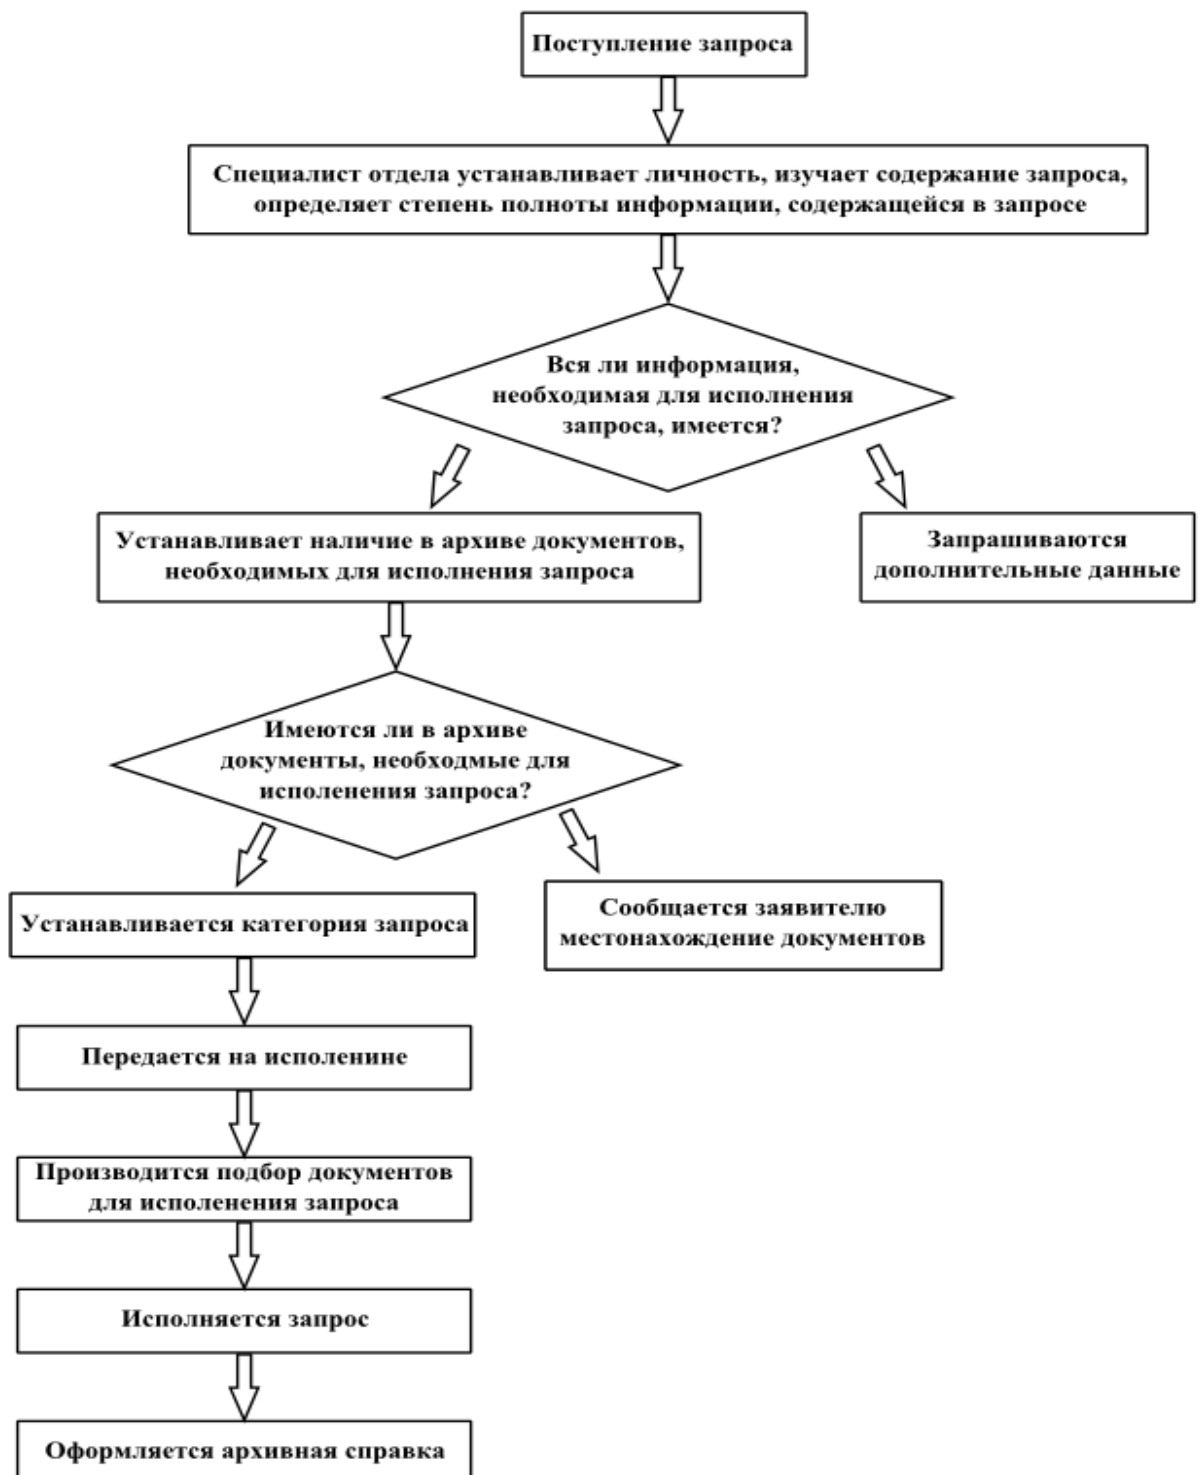 Поступление запроса
Специалист отдела устанавливает личность, изучает содержание запроса,
определяет степень полноты информации, содержащейся в запросе
Вся ли информация,
необходимая для исполнения
запроса, имеется?
Устанавливает наличие в архиве документов,
необходимых для исполнения запроса
Запрашиваются
дополнительные данные
Имеются ли в архиве
документы, необходмые для
исполенения запроса?
Устанавливается категория запроса
Сообщается заявителю
местонахождение документов
Передается на исполенине
Производится подбор документов
для исполенения запроса
Исполняется запрос
Оформляется архивная справка